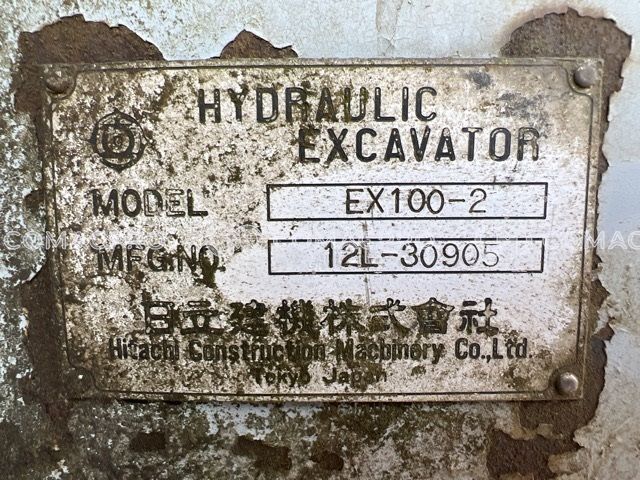 HYDRAULIC
EXCAVATOR
MODEL EX100-2
MFG.NO. 12L-30905
日立建機株式會社
Hitachi Construction Machinery Co.,Ltd.
Tokyo Japan